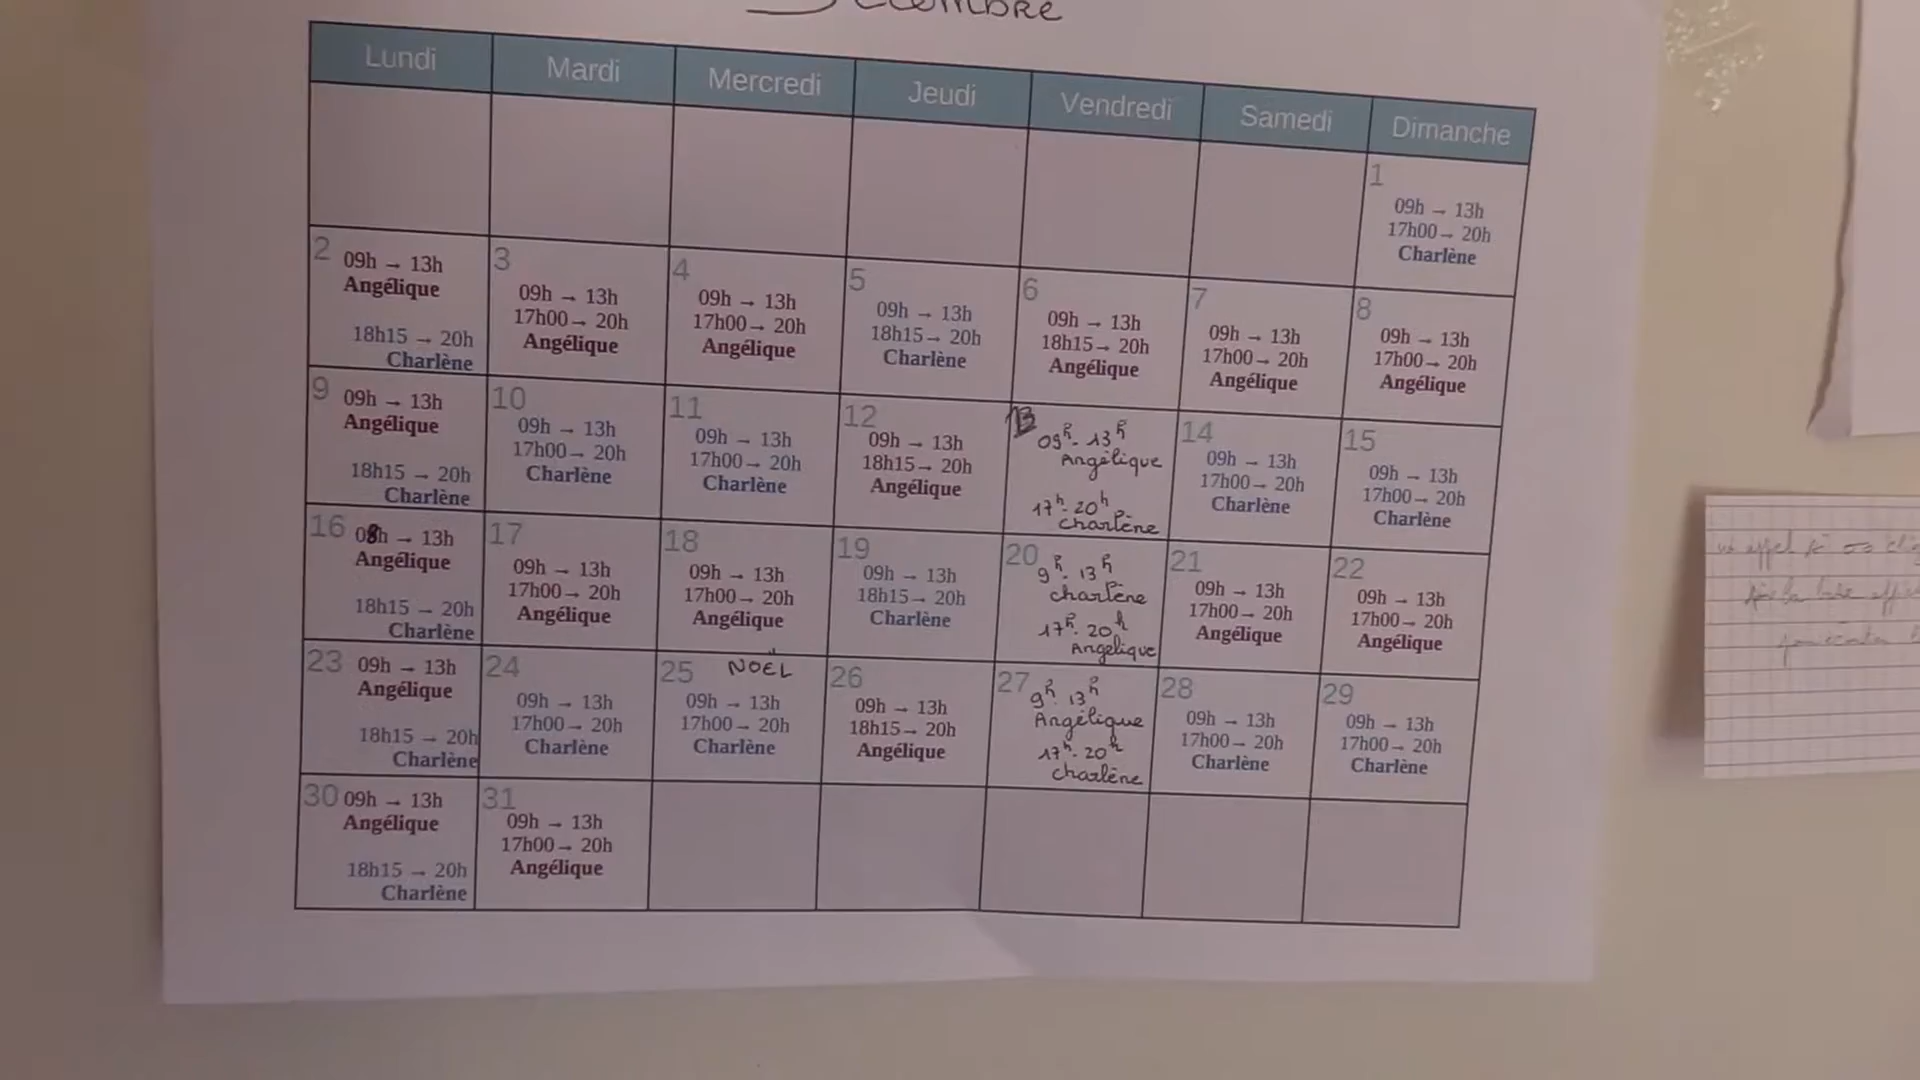 Décembre
Lundi
Mardi
Mercredi
Jeudi
Vendredi
Samedi
Dimanche
1
09h → 13h
17h00 → 20h
Charlène
2
09h → 13h
Angélique
18h15 → 20h
Charlène
3
09h → 13h
17h00 → 20h
Angélique
4
09h → 13h
17h00 → 20h
Angélique
5
09h → 13h
18h15 → 20h
Charlène
6
09h → 13h
18h15 → 20h
Angélique
7
09h → 13h
17h00 → 20h
Angélique
8
09h → 13h
17h00 → 20h
Angélique
9
09h → 13h
Angélique
18h15 → 20h
Charlène
10
09h → 13h
17h00 → 20h
Charlène
11
09h → 13h
17h00 → 20h
Charlène
12
09h → 13h
18h15 → 20h
Angélique
13
09h - 13h
Angélique
17h - 20h
Charlène
14
09h → 13h
17h00 → 20h
Charlène
15
09h → 13h
17h00 → 20h
Charlène
16
08h → 13h
Angélique
18h15 → 20h
Charlène
17
09h → 13h
17h00 → 20h
Angélique
18
09h → 13h
17h00 → 20h
Angélique
19
09h → 13h
18h15 → 20h
Charlène
20
9h - 13h
Charlène
17h - 20h
Angélique
21
09h → 13h
17h00 → 20h
Angélique
22
09h → 13h
17h00 → 20h
Angélique
23
09h → 13h
Angélique
18h15 → 20h
Charlène
24
09h → 13h
17h00 → 20h
Charlène
25
NOËL
09h → 13h
17h00 → 20h
Charlène
26
09h → 13h
18h15 → 20h
Angélique
27
9h - 13h
Angélique
17h - 20h
Charlène
28
09h → 13h
17h00 → 20h
Charlène
29
09h → 13h
17h00 → 20h
Charlène
30
09h → 13h
Angélique
18h15 → 20h
Charlène
31
09h → 13h
17h00 → 20h
Angélique